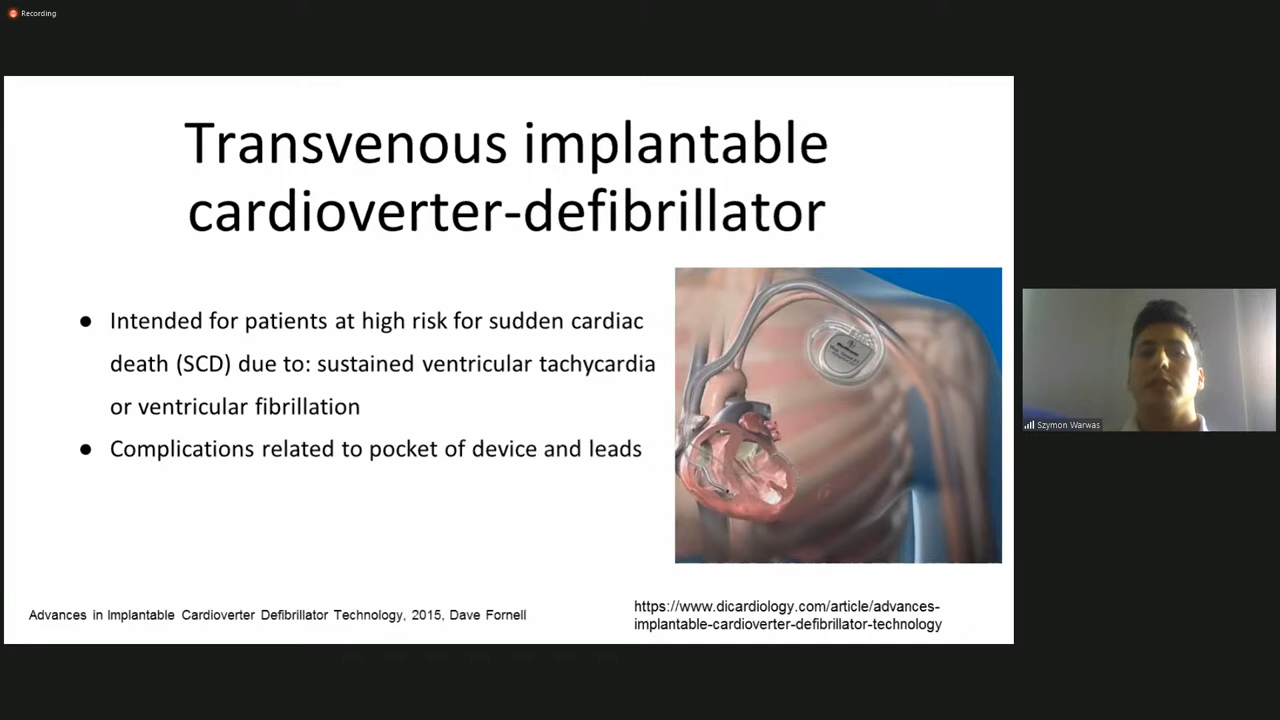 Recording
Transvenous implantable
cardioverter-defibrillator
● Intended for patients at high risk for sudden cardiac
death (SCD) due to: sustained ventricular tachycardia
or ventricular fibrillation
● Complications related to pocket of device and leads
Advances in Implantable Cardioverter Defibrillator Technology, 2015, Dave Fornell
https://www.dicardiology.com/article/advances-
implantable-cardioverter-defibrillator-technology
Szymon Warwas